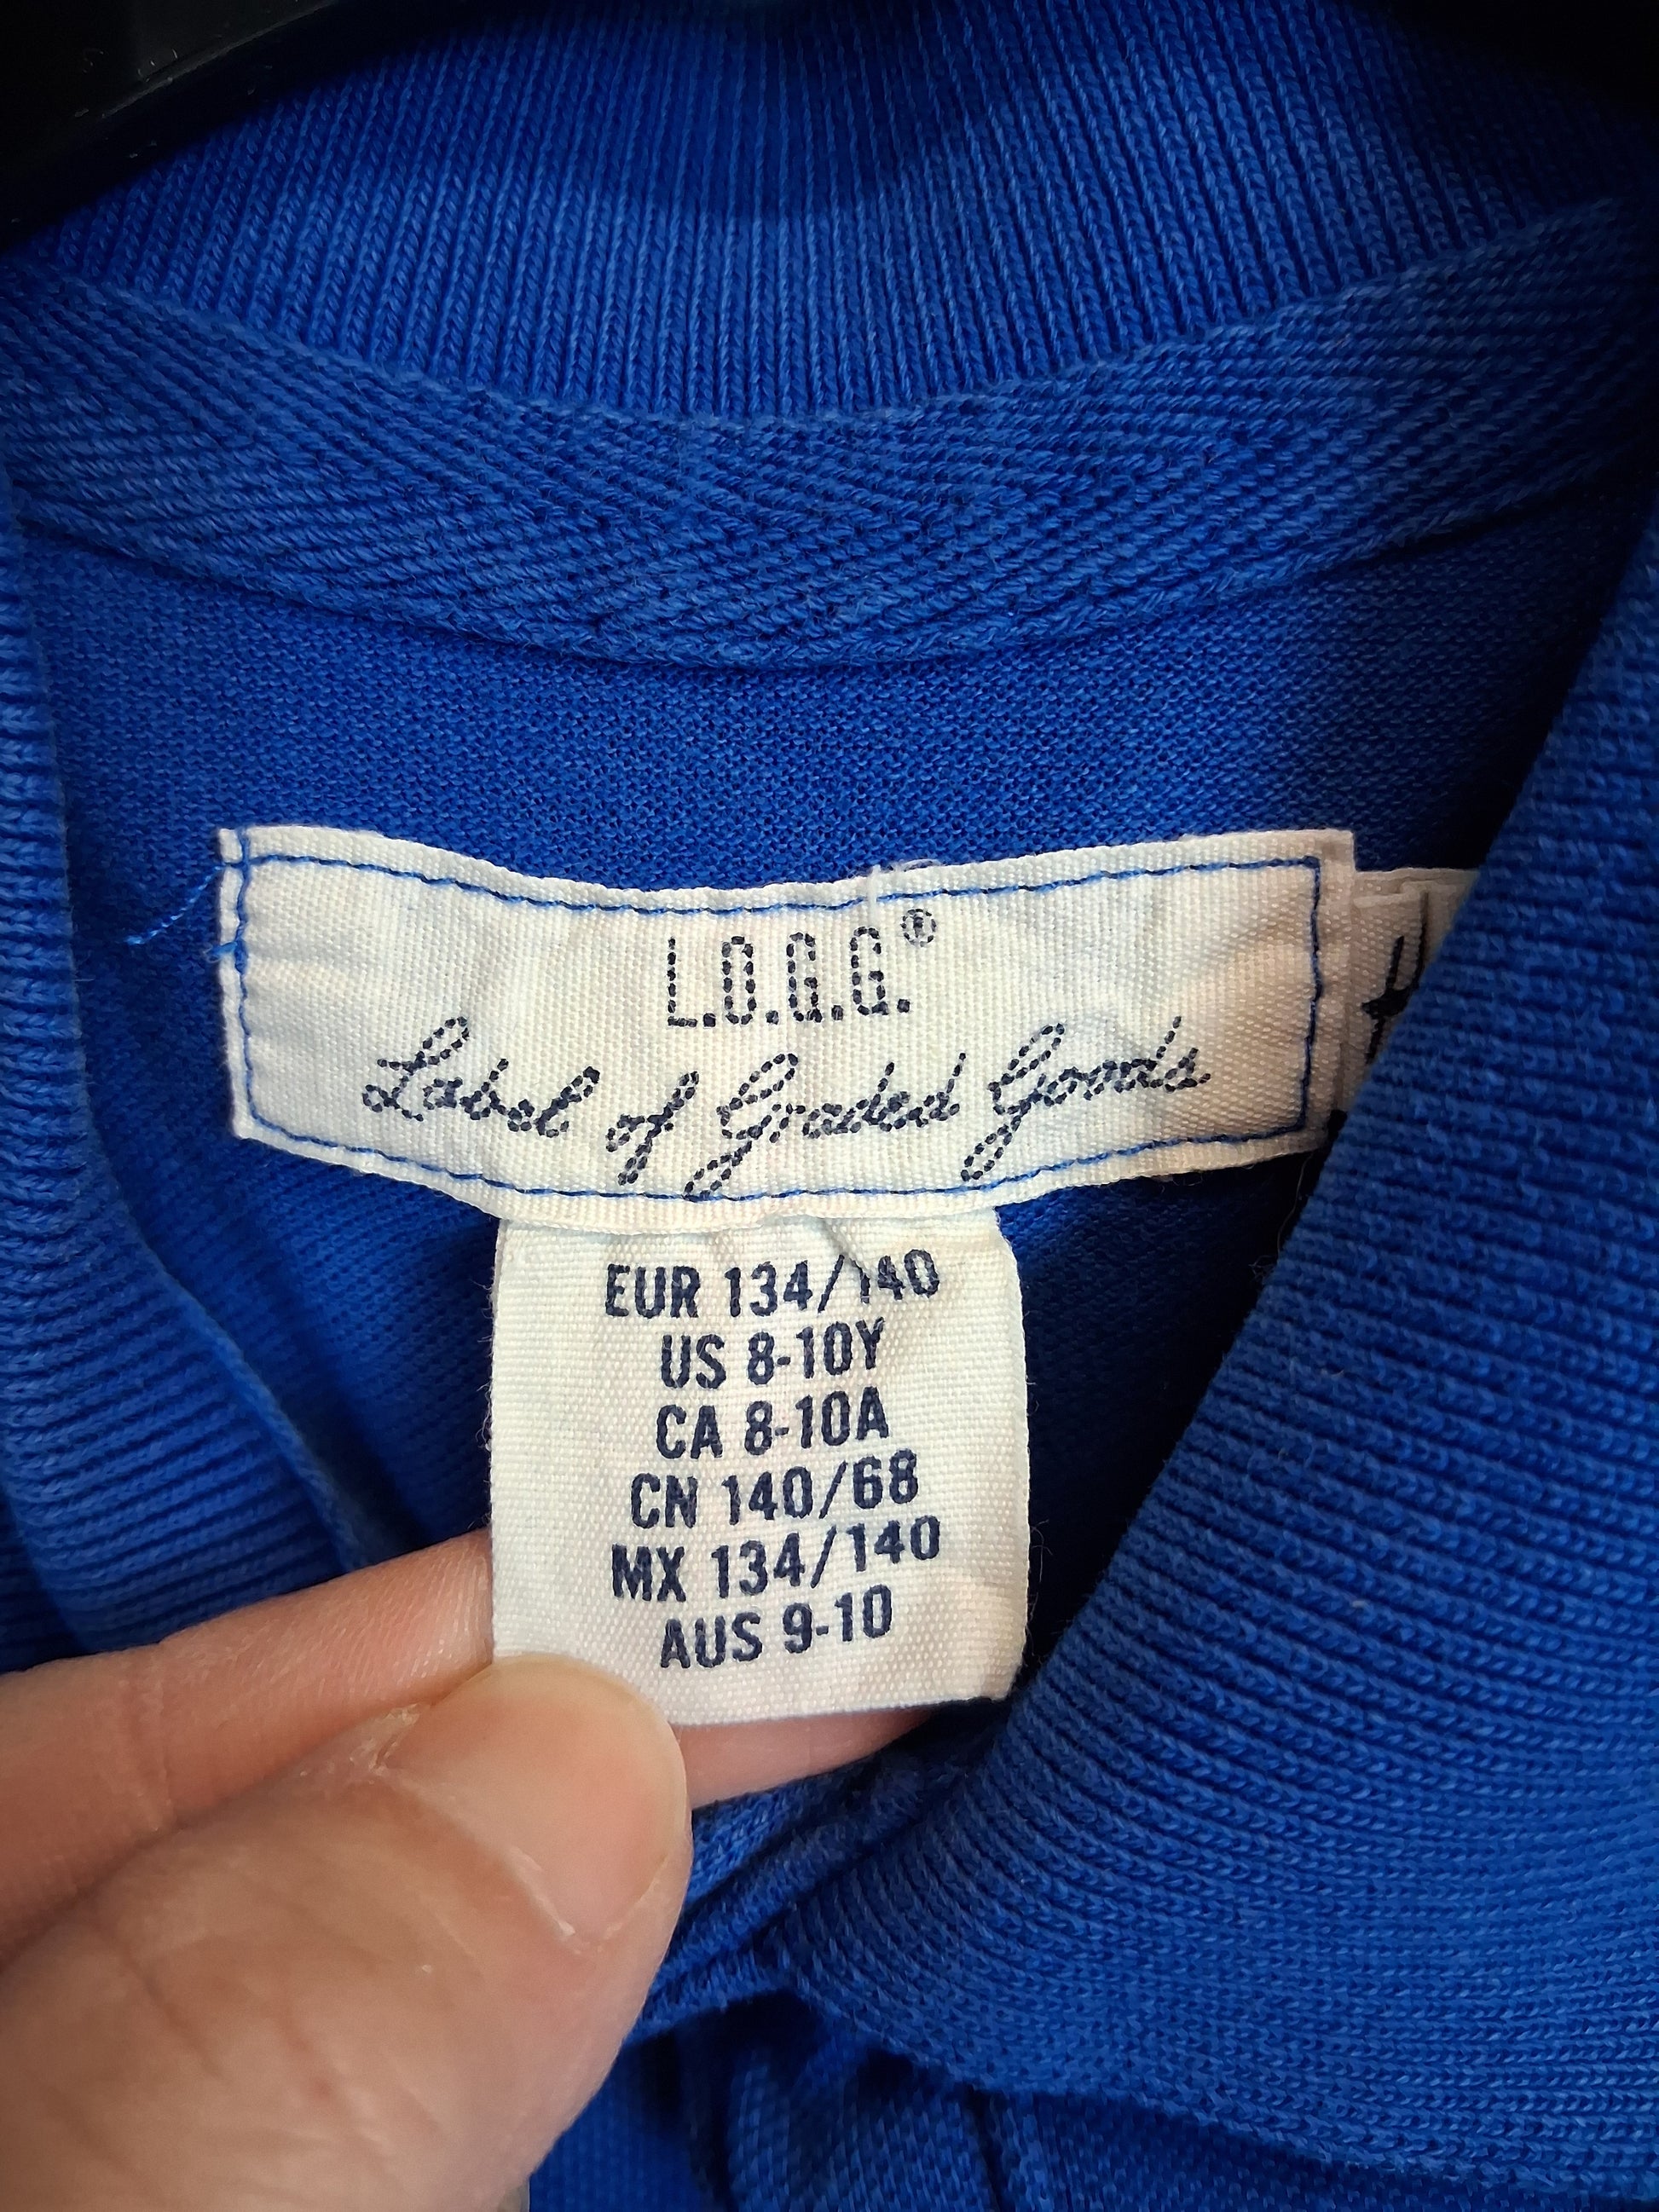 L.O.G.G.®
Label of Graded Goods
H
EUR 134/140
US 8-10Y
CA 8-10A
CN 140/68
MX 134/140
AUS 9-10